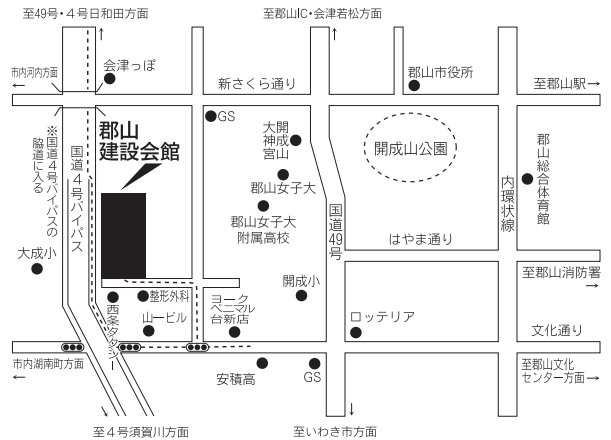 至49号・4号日和田方面
至郡山IC・会津若松方面
市内河内方面
会津っぽ
新さくら通り
郡山市役所
至郡山駅
GS
郡山
建設会館
大開
神成
宮山
開成山公園
郡山総合体育館
郡山女子大
郡山女子大
附属高校
※国道4号バイパスの
脇道に入る
国道4号バイパス
国道49号
内環状線
はやま通り
大成小
至郡山消防署
開成小
整形外科
西条タクシー
山一ビル
ヨーク
ベニマル
台新店
ロッテリア
文化通り
市内湖南町方面
安積高
GS
至郡山文化
センター方面
至4号須賀川方面
至いわき市方面